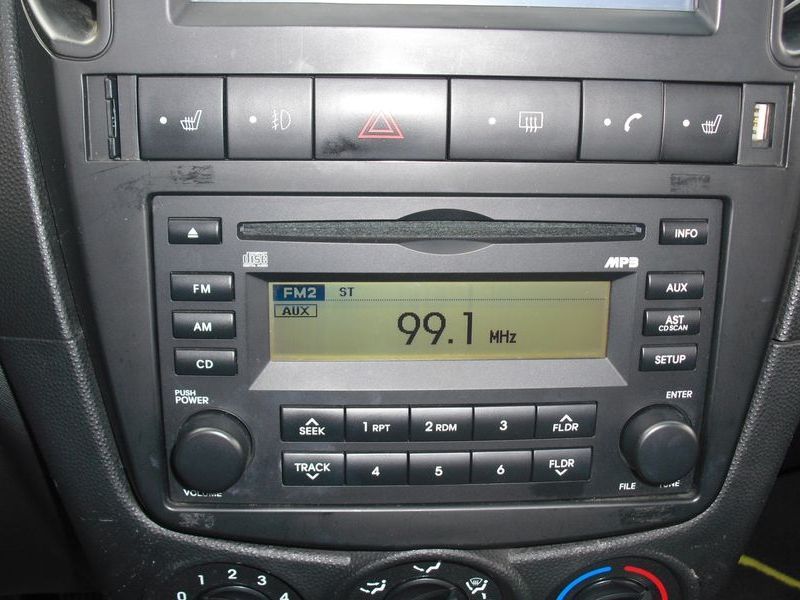 INFO
disc
MP3
FM
FM2 ST
AUX
AUX
99.1 MHz
AM
AST
CD SCAN
CD
SETUP
PUSH
POWER
ENTER
SEEK
1 RPT
2 RDM
3
FLDR
TRACK
4
5
6
FLDR
VOLUME
FILE
TUNE
0 1 2 3 4